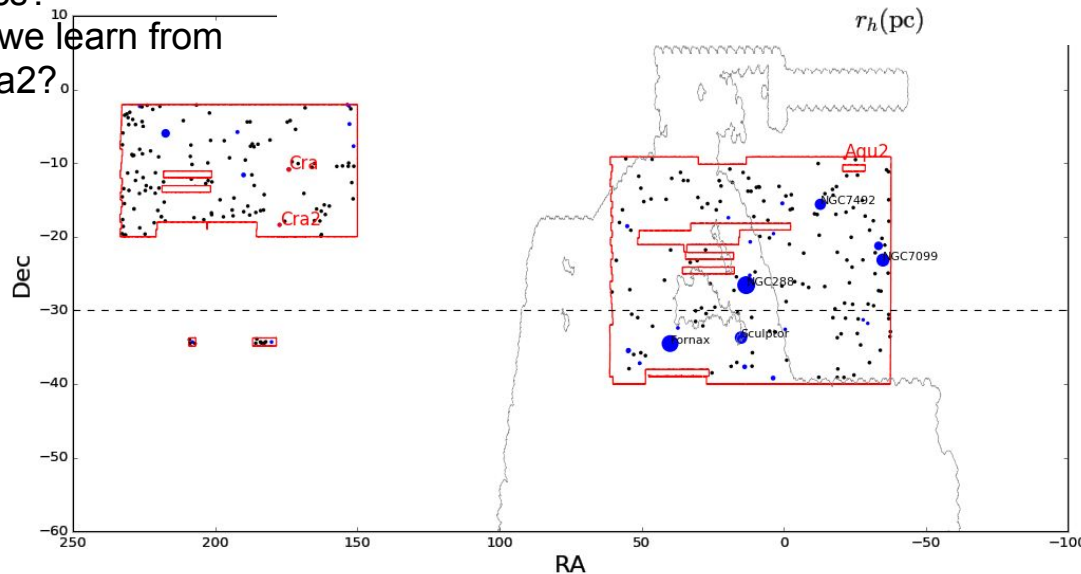 we learn from
a2?
r_h(pc)
10
0
−10
−20
−30
−40
−50
−60
Dec
Cra
Cra2
Aqu2
NGC7492
NGC7099
NGC288
Sculptor
Fornax
250
200
150
100
50
0
−50
−100
RA